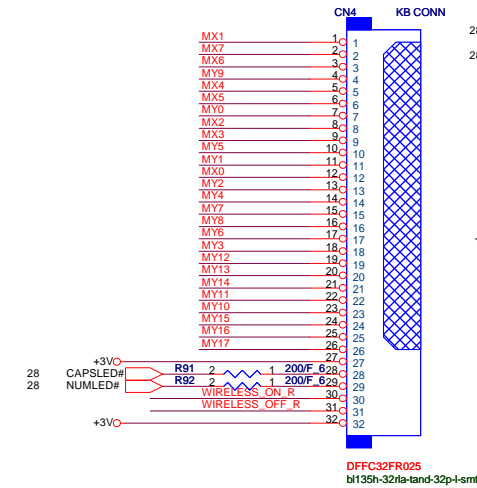 CN4 KB CONN
28
28
MX1 1 1
MX7 2 2
MX6 3 3
MY9 4 4
MX4 5 5
MX5 6 6
MY0 7 7
MX2 8 8
MX3 9 9
MY5 10 10
MY1 11 11
MX0 12 12
MY2 13 13
MY4 14 14
MY7 15 15
MY8 16 16
MY6 17 17
MY3 18 18
MY12 19 19
MY13 20 20
MY14 21 21
MY11 22 22
MY10 23 23
MY15 24 24
MY16 25 25
MY17 26 26
+3V 27 27
28 CAPSLED# R91 2 1 200/F_6 28 28
28 NUMLED# R92 2 1 200/F_6 29 29
WIRELESS_ON_R 30 30
WIRELESS_OFF_R 31 31
+3V 32 32
DFFC32FR025
bl135h-32rla-tand-32p-l-smt